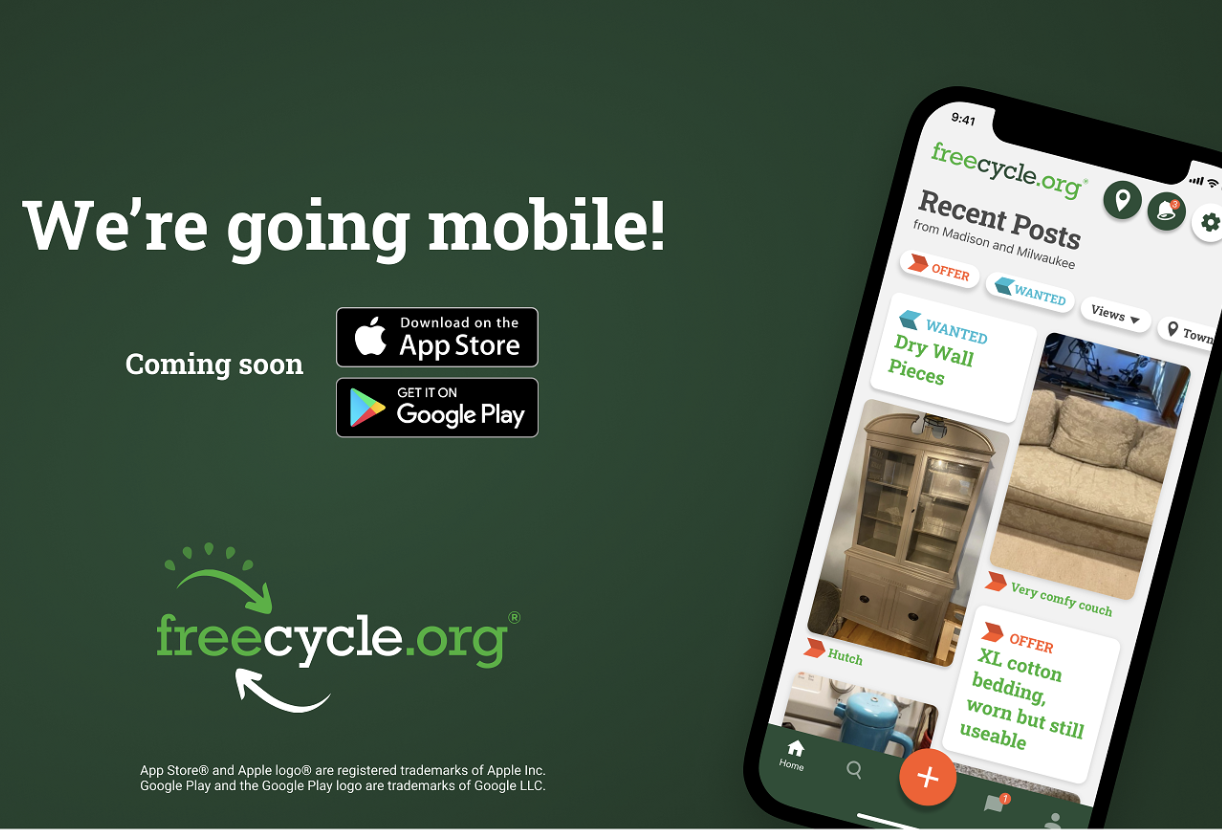 We're going mobile!
Coming soon
Download on the
App Store
GET IT ON
Google Play
freecycle.org®
App Store® and Apple logo® are registered trademarks of Apple Inc.
Google Play and the Google Play logo are trademarks of Google LLC.
9:41
freecycle.org®
3
Recent Posts
from Madison and Milwaukee
OFFER
WANTED
Views
Town
WANTED
Dry Wall
Pieces
Very comfy couch
Hutch
OFFER
XL cotton
bedding,
worn but still
useable
Home
+
1